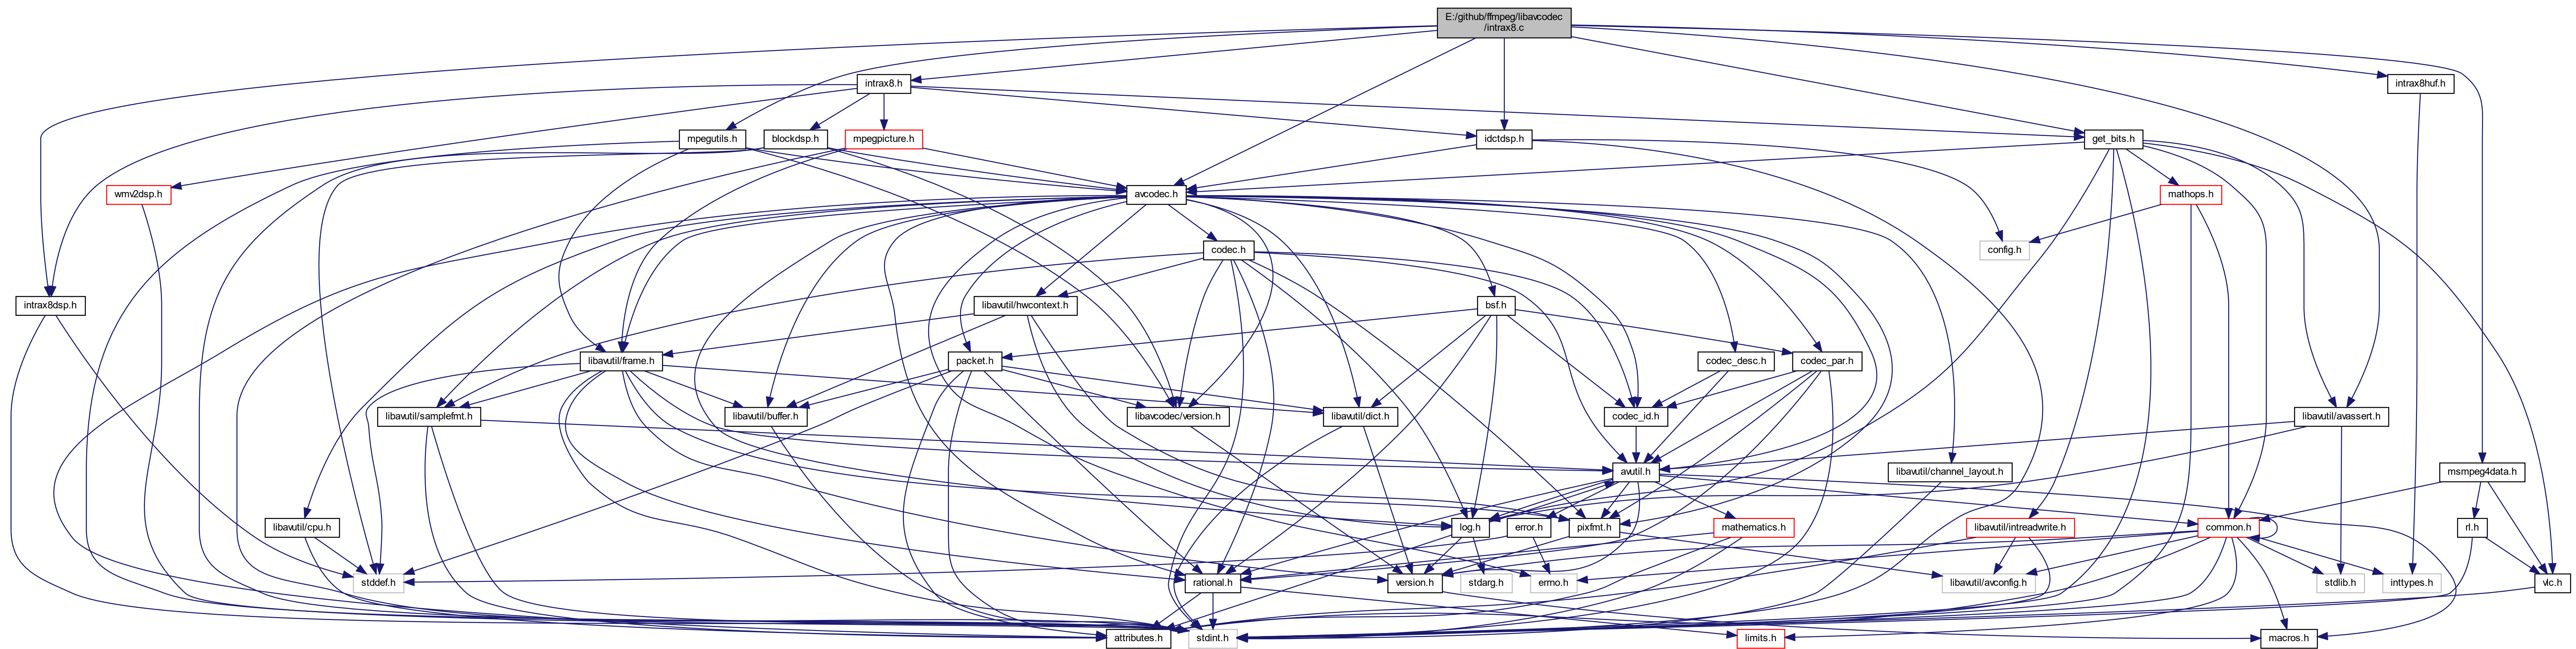 E:/github/ffmpeg/libavcodec
/intrax8.c
intrax8.h
intrax8huf.h
mpegutils.h
blockdsp.h
mpegpicture.h
idctdsp.h
get_bits.h
wmv2dsp.h
avcodec.h
mathops.h
codec.h
config.h
intrax8dsp.h
libavutil/hwcontext.h
bsf.h
libavutil/frame.h
packet.h
codec_desc.h
codec_par.h
libavutil/samplefmt.h
libavutil/buffer.h
libavcodec/version.h
libavutil/dict.h
codec_id.h
libavutil/avassert.h
avutil.h
libavutil/channel_layout.h
msmpeg4data.h
libavutil/cpu.h
log.h
error.h
pixfmt.h
mathematics.h
libavutil/intreadwrite.h
common.h
rl.h
stddef.h
rational.h
version.h
stdarg.h
errno.h
libavutil/avconfig.h
stdlib.h
inttypes.h
vlc.h
attributes.h
stdint.h
limits.h
macros.h